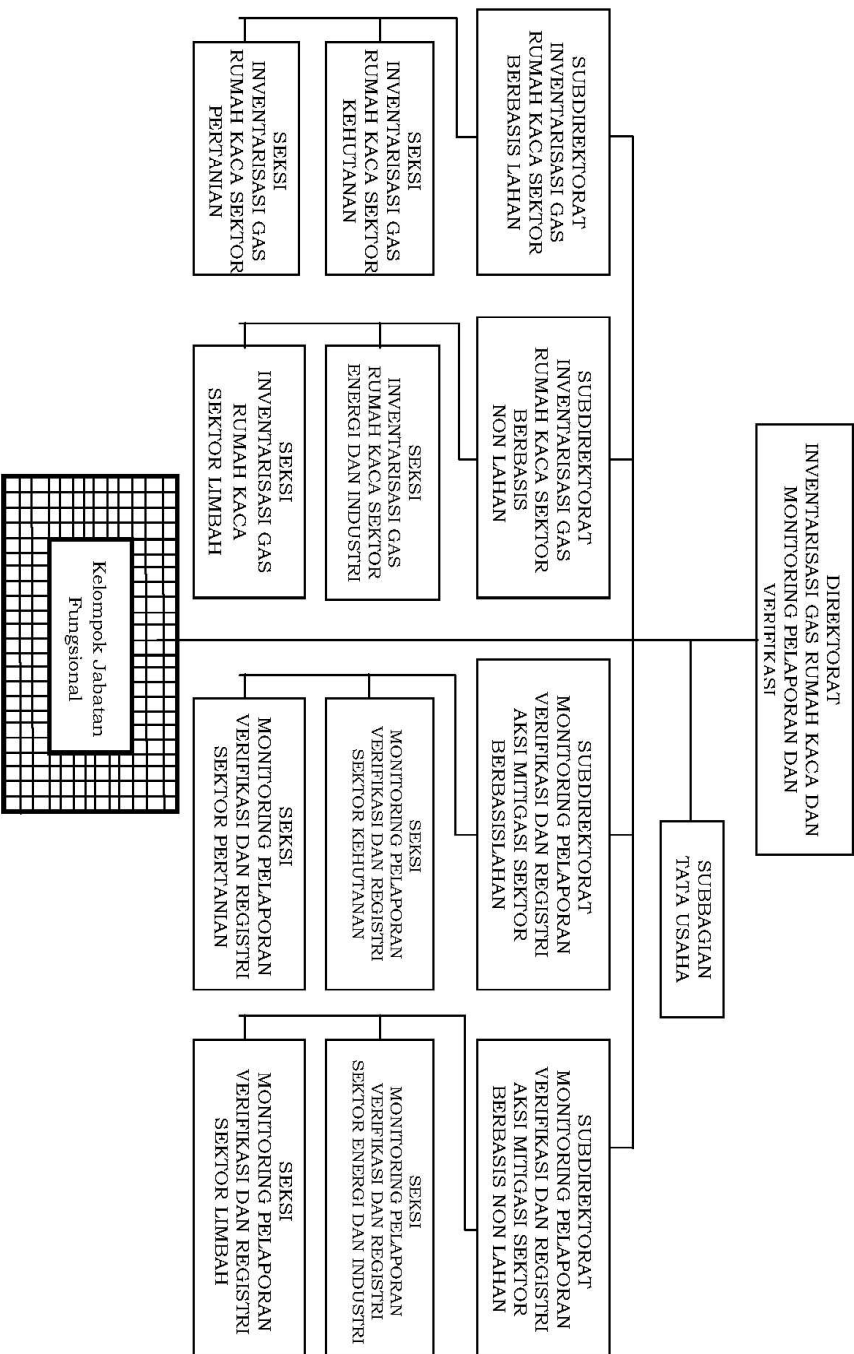 DIREKTORAT
INVENTARISASI GAS RUMAH KACA DAN
MONITORING PELAPORAN DAN
VERIFIKASI
SUBBAGIAN
TATA USAHA
SUBDIREKTORAT
INVENTARISASI GAS
RUMAH KACA SEKTOR
BERBASIS LAHAN
SEKSI
INVENTARISASI GAS
RUMAH KACA SEKTOR
KEHUTANAN
SEKSI
INVENTARISASI GAS
RUMAH KACA SEKTOR
PERTANIAN
SUBDIREKTORAT
INVENTARISASI GAS
RUMAH KACA SEKTOR
BERBASIS
NON LAHAN
SEKSI
INVENTARISASI GAS
RUMAH KACA SEKTOR
ENERGI DAN INDUSTRI
SEKSI
INVENTARISASI GAS
RUMAH KACA
SEKTOR LIMBAH
SUBDIREKTORAT
MONITORING PELAPORAN
VERIFIKASI DAN REGISTRI
AKSI MITIGASI SEKTOR
BERBASISLAHAN
SEKSI
MONITORING PELAPORAN
VERIFIKASI DAN REGISTRI
SEKTOR KEHUTANAN
SEKSI
MONITORING PELAPORAN
VERIFIKASI DAN REGISTRI
SEKTOR PERTANIAN
SUBDIREKTORAT
MONITORING PELAPORAN
VERIFIKASI DAN REGISTRI
AKSI MITIGASI SEKTOR
BERBASIS NON LAHAN
SEKSI
MONITORING PELAPORAN
VERIFIKASI DAN REGISTRI
SEKTOR ENERGI DAN INDUSTRI
SEKSI
MONITORING PELAPORAN
VERIFIKASI DAN REGISTRI
SEKTOR LIMBAH
Kelompok Jabatan
Fungsional